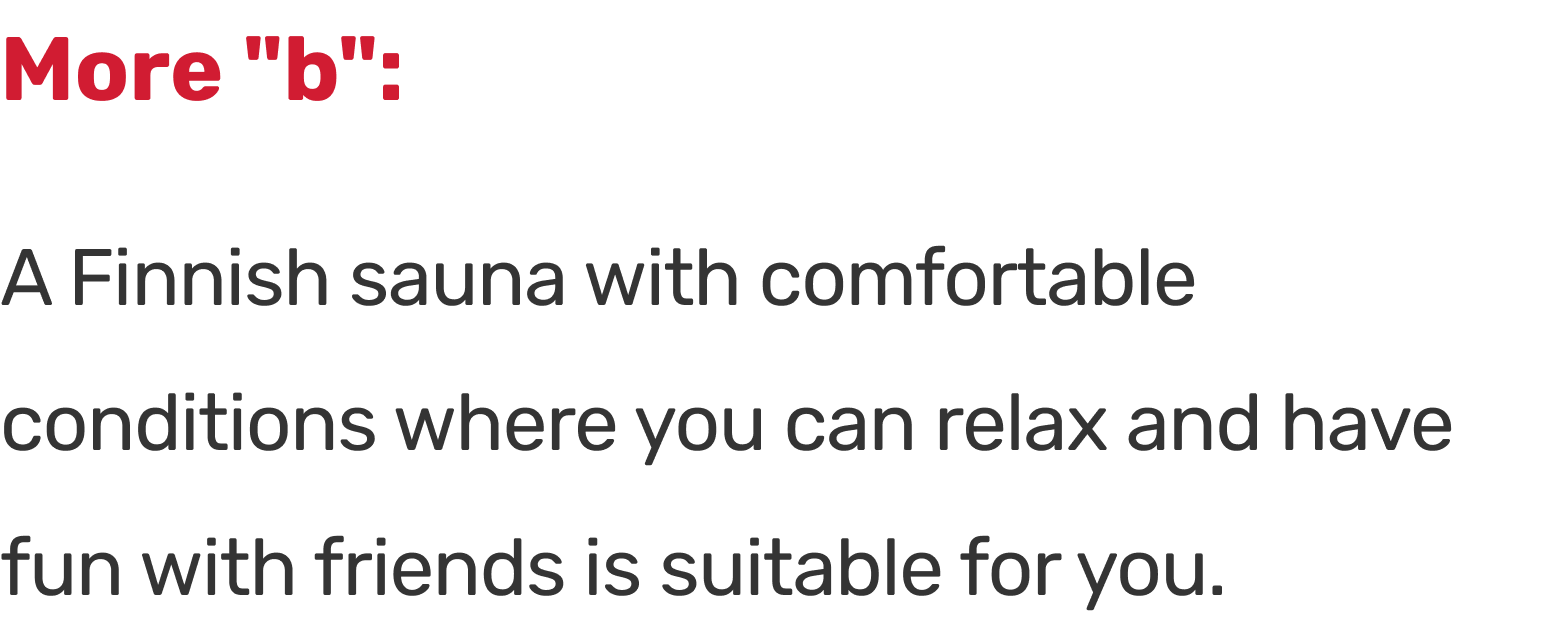 More "b":
A Finnish sauna with comfortable
conditions where you can relax and have
fun with friends is suitable for you.